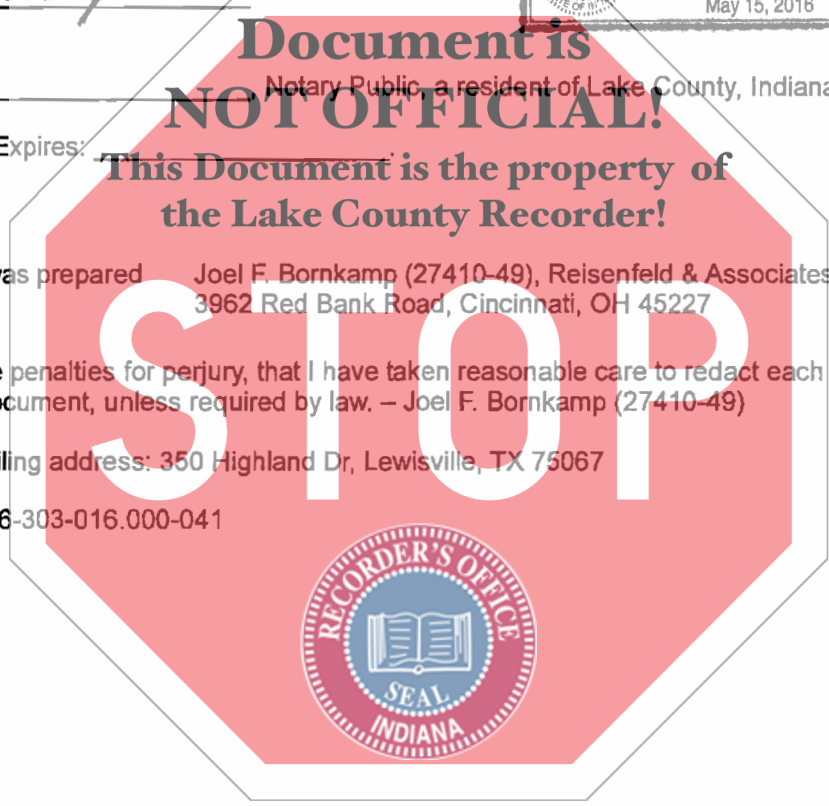 May 15, 2016
Document is
, Notary Public, a resident of Lake County, Indiana
NOT OFFICIAL!
Expires:
This Document is the property of
the Lake County Recorder!
as prepared Joel F. Bornkamp (27410-49), Reisenfeld & Associates
3962 Red Bank Road, Cincinnati, OH 45227
penalties for perjury, that I have taken reasonable care to redact each
cument, unless required by law. – Joel F. Bornkamp (27410-49)
ling address: 350 Highland Dr, Lewisville, TX 75067
6-303-016.000-041
STOP
RECORDER'S OFFICE
SEAL
INDIANA